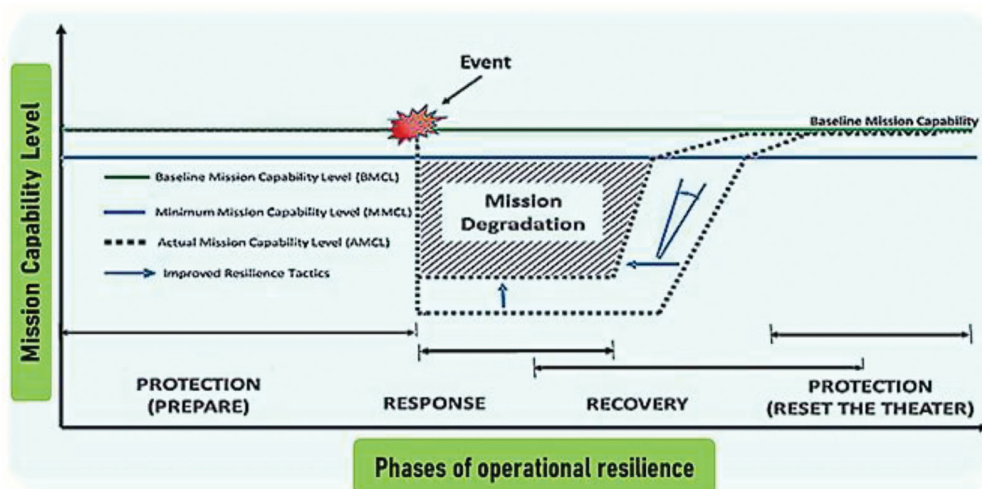 Mission Capability Level
Event
Baseline Mission Capability
Baseline Mission Capability Level (BMCL)
Minimum Mission Capability Level (MMCL)
Actual Mission Capability Level (AMCL)
Improved Resilience Tactics
Mission
Degradation
PROTECTION
(PREPARE)
RESPONSE
RECOVERY
PROTECTION
(RESET THE THEATER)
Phases of operational resilience